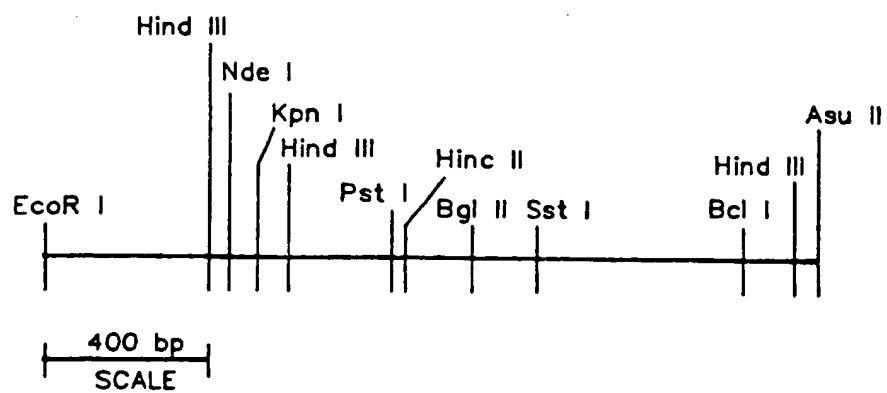 Hind III
Nde I
Kpn I
Asu II
Hind III
Hinc II
Hind III
Pst I
EcoR I
Bgl II
Sst I
Bcl I
400 bp
SCALE